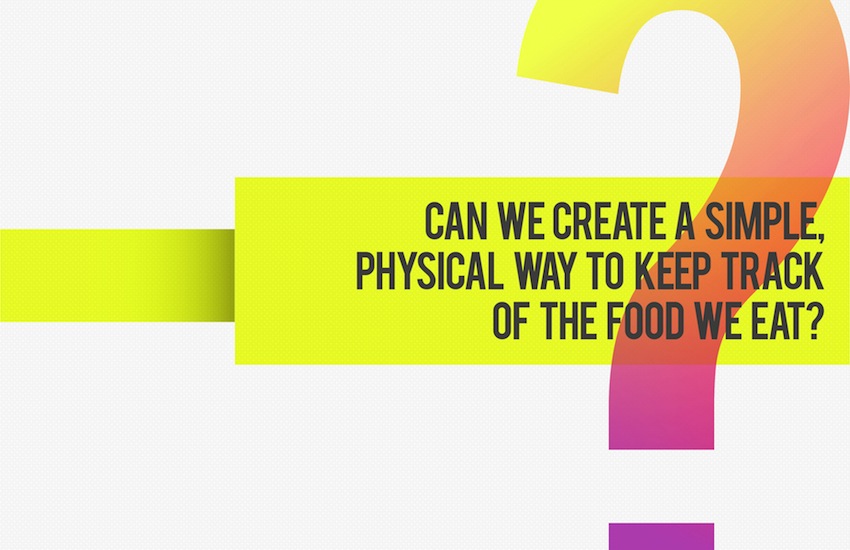 CAN WE CREATE A SIMPLE,
PHYSICAL WAY TO KEEP TRACK
OF THE FOOD WE EAT?